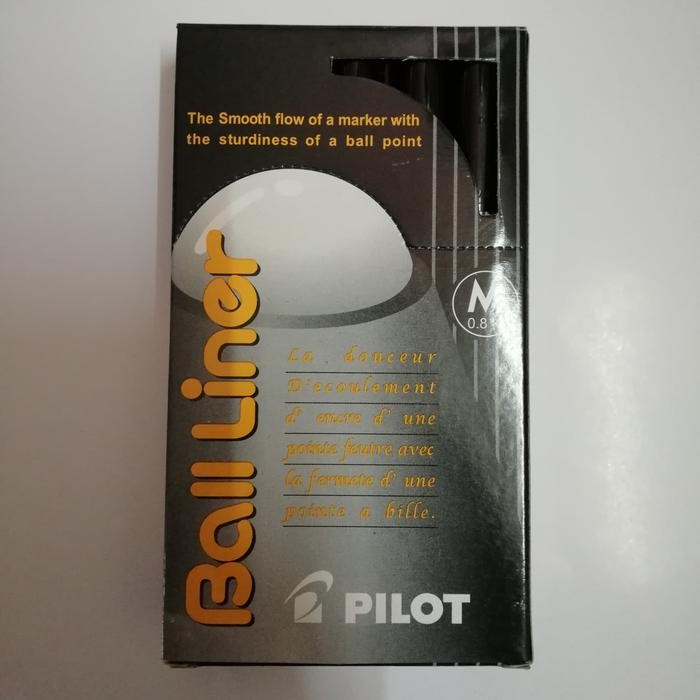 The Smooth flow of a marker with
the sturdiness of a ball point
Ball Liner
M
0.8
La douceur
D'écoulement
d' encre d' une
pointe feutre avec
la fermete d' une
pointe a bille.
PILOT